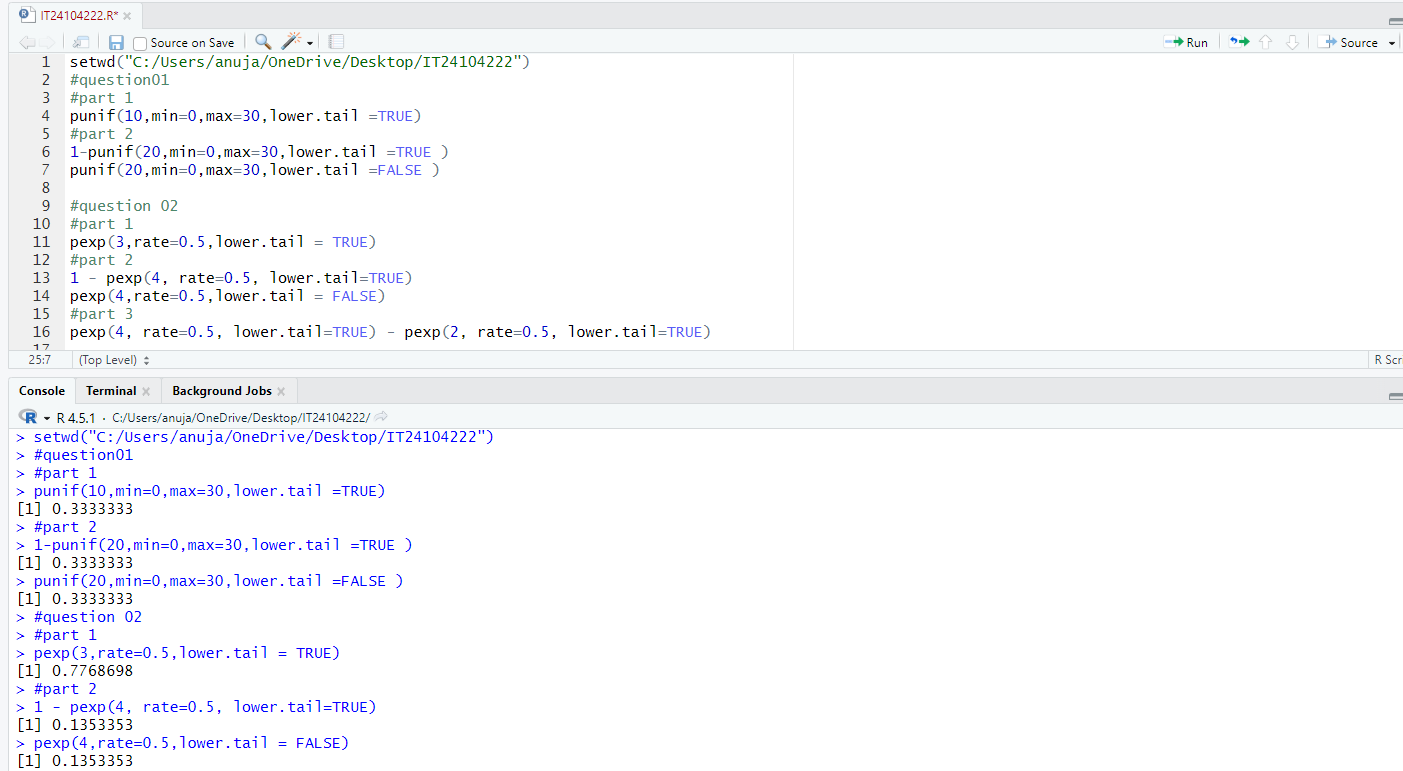 IT24104222.R*
Source on Save
Run
Source
1 setwd("C:/Users/anuja/OneDrive/Desktop/IT24104222")
2 #question01
3 #part 1
4 punif(10,min=0,max=30,lower.tail =TRUE)
5 #part 2
6 1-punif(20,min=0,max=30,lower.tail =TRUE )
7 punif(20,min=0,max=30,lower.tail =FALSE )
8
9 #question 02
10 #part 1
11 pexp(3,rate=0.5,lower.tail = TRUE)
12 #part 2
13 1 - pexp(4, rate=0.5, lower.tail=TRUE)
14 pexp(4,rate=0.5,lower.tail = FALSE)
15 #part 3
16 pexp(4, rate=0.5, lower.tail=TRUE) - pexp(2, rate=0.5, lower.tail=TRUE)
17
25:7 (Top Level) R Scri
Console Terminal Background Jobs
R R 4.5.1 · C:/Users/anuja/OneDrive/Desktop/IT24104222/
> setwd("C:/Users/anuja/OneDrive/Desktop/IT24104222")
> #question01
> #part 1
> punif(10,min=0,max=30,lower.tail =TRUE)
[1] 0.3333333
> #part 2
> 1-punif(20,min=0,max=30,lower.tail =TRUE )
[1] 0.3333333
> punif(20,min=0,max=30,lower.tail =FALSE )
[1] 0.3333333
> #question 02
> #part 1
> pexp(3,rate=0.5,lower.tail = TRUE)
[1] 0.7768698
> #part 2
> 1 - pexp(4, rate=0.5, lower.tail=TRUE)
[1] 0.1353353
> pexp(4,rate=0.5,lower.tail = FALSE)
[1] 0.1353353